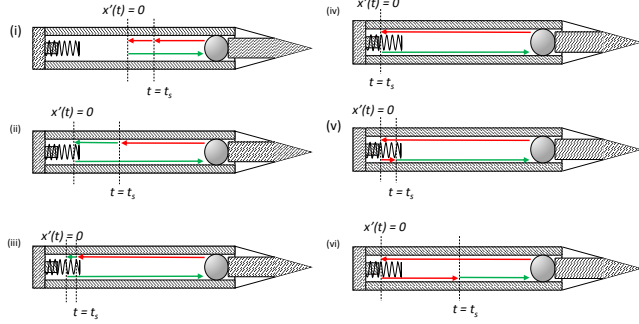 (i)
x'(t) = 0
t = tₛ
(ii)
x'(t) = 0
t = tₛ
(iii)
x'(t) = 0
t = tₛ
(iv)
x'(t) = 0
t = tₛ
(v)
x'(t) = 0
t = tₛ
(vi)
x'(t) = 0
t = tₛ